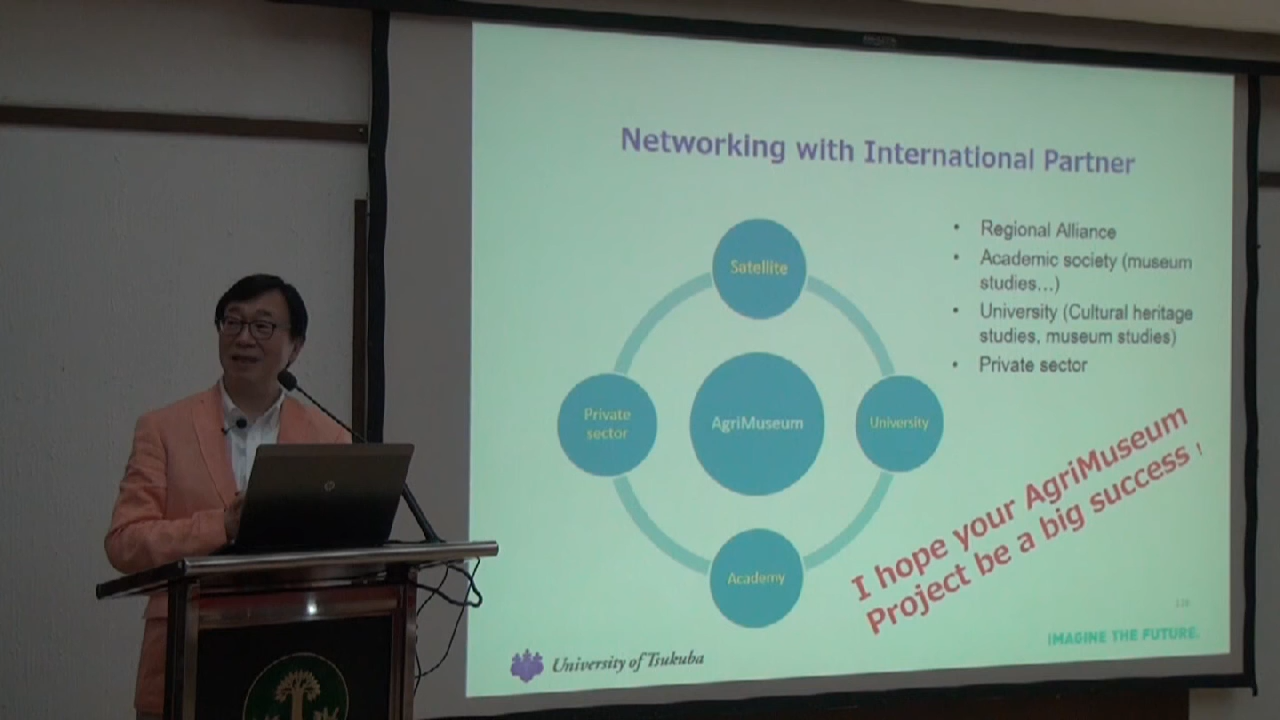 Networking with International Partner
Satellite
Private
sector
AgriMuseum
University
Academy
• Regional Alliance
• Academic society (museum
studies...)
• University (Cultural heritage
studies, museum studies)
• Private sector
I hope your AgriMuseum
Project be a big success !
University of Tsukuba
IMAGINE THE FUTURE.
hp